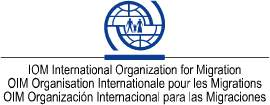 IOM International Organization for Migration
OIM Organisation Internationale pour les Migrations
OIM Organización Internacional para las Migraciones